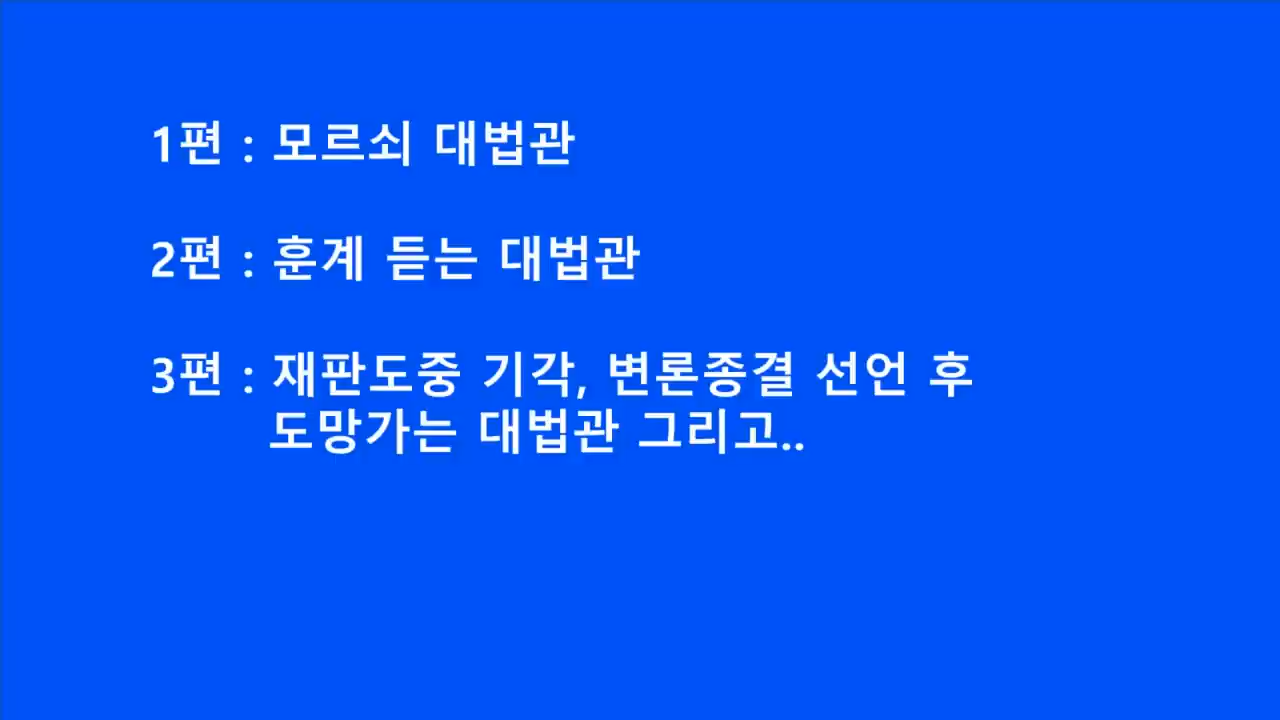 1편 : 모르쇠 대법관
2편 : 훈계 듣는 대법관
3편 : 재판도중 기각, 변론종결 선언 후
도망가는 대법관 그리고..